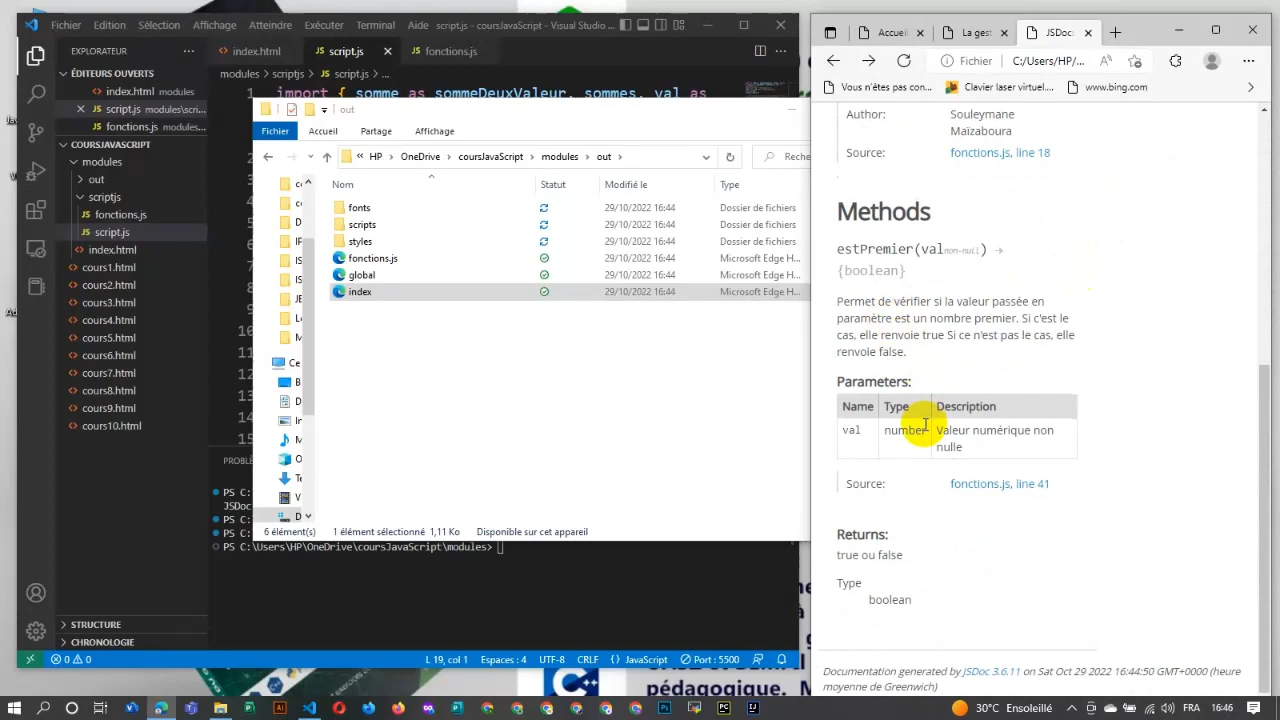 Fichier Edition Sélection Affichage Atteindre Exécuter Terminal Aide script.js - coursJavaScript - Visual Studio ...
EXPLORATEUR
ÉDITEURS OUVERTS
index.html modules
script.js modules\scri...
fonctions.js modules...
COURSJAVASCRIPT
modules
out
scriptjs
fonctions.js
script.js
index.html
cours1.html
cours2.html
cours3.html
cours4.html
cours5.html
cours6.html
cours7.html
cours8.html
cours9.html
cours10.html
STRUCTURE
CHRONOLOGIE
index.html script.js fonctions.js
modules > scriptjs > script.js > ...
1 import { somme as sommeDeuxValeur, sommes, val as
out
Fichier Accueil Partage Affichage
HP > OneDrive > coursJavaScript > modules > out >
Reche
Nom Statut Modifié le Type
fonts 29/10/2022 16:44 Dossier de fichiers
scripts 29/10/2022 16:44 Dossier de fichiers
styles 29/10/2022 16:44 Dossier de fichiers
fonctions.js 29/10/2022 16:44 Microsoft Edge H...
global 29/10/2022 16:44 Microsoft Edge H...
index 29/10/2022 16:44 Microsoft Edge H...
6 élément(s) 1 élément sélectionné 1,11 Ko Disponible sur cet appareil
PROBLÈ
PS C:
JSDoc
PS C:
PS C:
PS C:\Users\HP\OneDrive\coursJavaScript\modules>
0 0 L 19, col 1 Espaces : 4 UTF-8 CRLF {} JavaScript Port : 5500
Accueil La gest JSDoc:
Fichier C:/Users/HP/...
Vous n'êtes pas con... Clavier laser virtuel... www.bing.com
Author: Souleymane
Maïzaboura
Source: fonctions.js, line 18
Methods
estPremier(val non-null) →
{boolean}
Permet de vérifier si la valeur passée en
paramètre est un nombre premier. Si c'est le
cas, elle renvoie true Si ce n'est pas le cas, elle
renvoie false.
Parameters:
Name Type Description
val number Valeur numérique non
nulle
Source: fonctions.js, line 41
Returns:
true ou false
Type
boolean
Documentation generated by JSDoc 3.6.11 on Sat Oct 29 2022 16:44:50 GMT+0000 (heure
moyenne de Greenwich)
pédagogique.
30°C Ensoleillé FRA 16:46